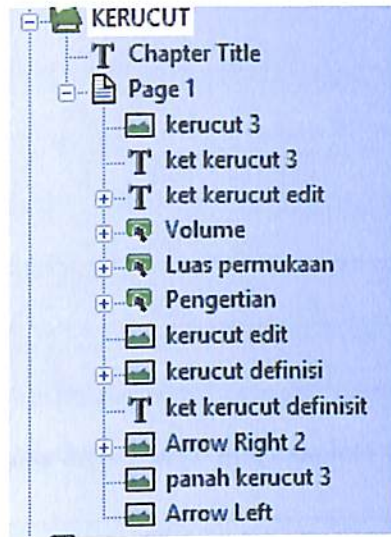 KERUCUT
Chapter Title
Page 1
kerucut 3
ket kerucut 3
ket kerucut edit
Volume
Luas permukaan
Pengertian
kerucut edit
kerucut definisi
ket kerucut definisit
Arrow Right 2
panah kerucut 3
Arrow Left